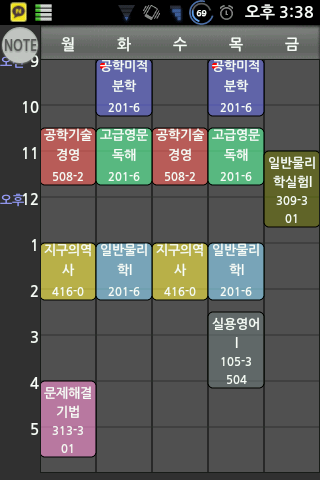 69 오후 3:38
NOTE 월 화 수 목 금
오전 9
10
11
오후 12
1
2
3
4
5
공학미적
분학
201-6
공학미적
분학
201-6
공학기술
경영
508-2
고급영문
독해
201-6
공학기술
경영
508-2
고급영문
독해
201-6
일반물리
학실험I
309-3
01
지구의역
사
416-0
일반물리
학I
201-6
지구의역
사
416-0
일반물리
학I
201-6
실용영어
I
105-3
504
문제해결
기법
313-3
01